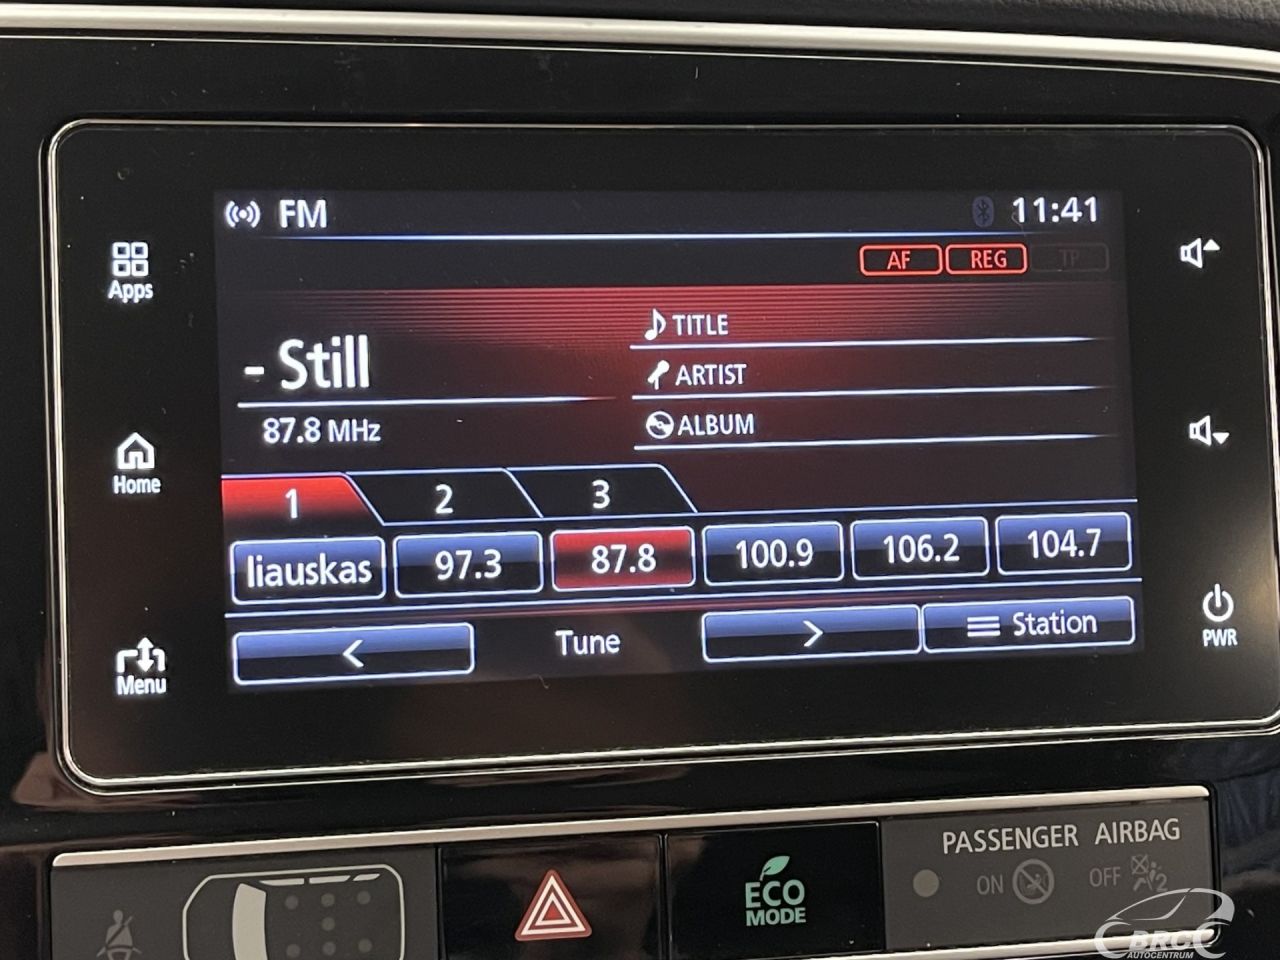 FM
11:41
AF REG TP
Apps
TITLE
- Still
ARTIST
87.8 MHz
ALBUM
Home
1 2 3
liauskas 97.3 87.8 100.9 106.2 104.7
< Tune > Station
PWR
Menu
PASSENGER AIRBAG
ON OFF 2
ECO
MODE
BRC
AUTOCENTRUM